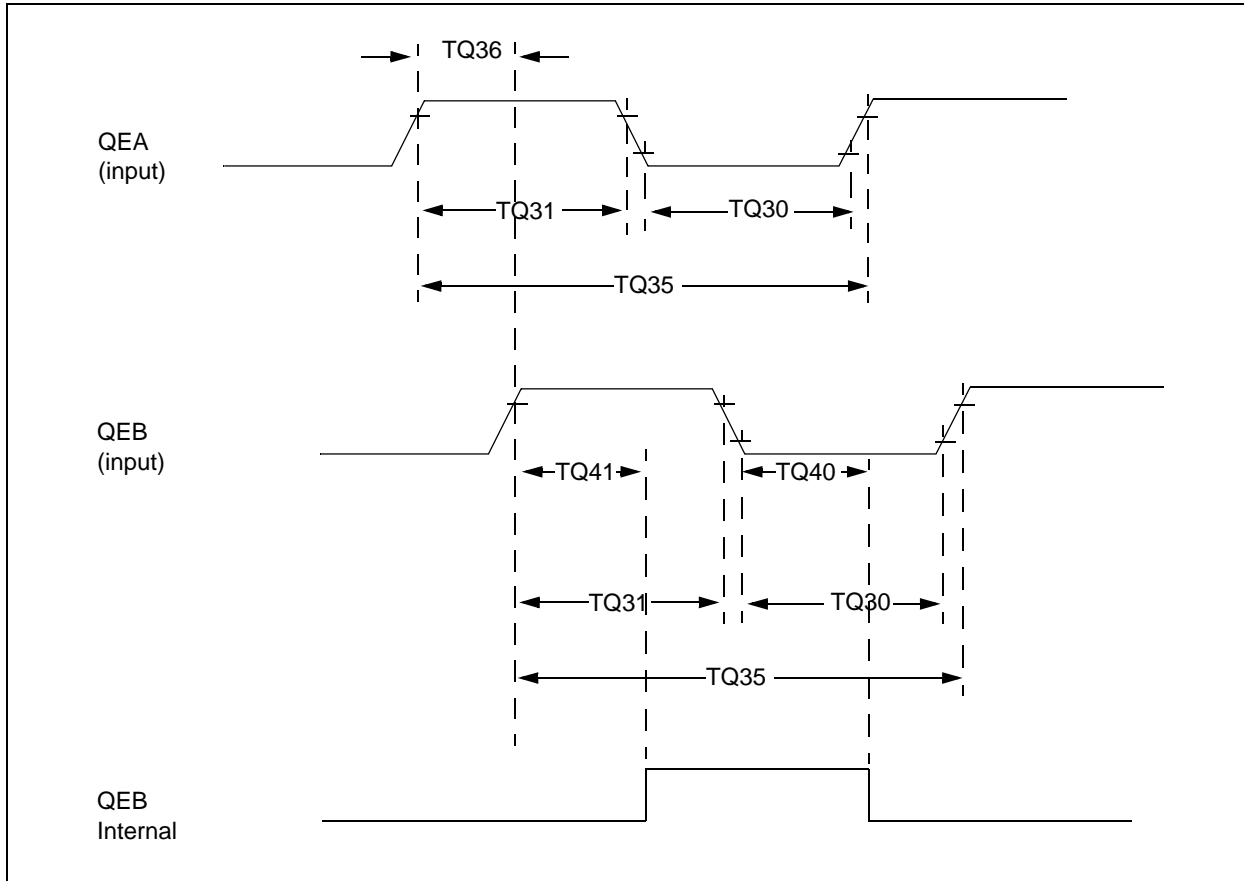 TQ36
QEA
(input)
TQ31
TQ30
TQ35
QEB
(input)
TQ41
TQ40
TQ31
TQ30
TQ35
QEB
Internal